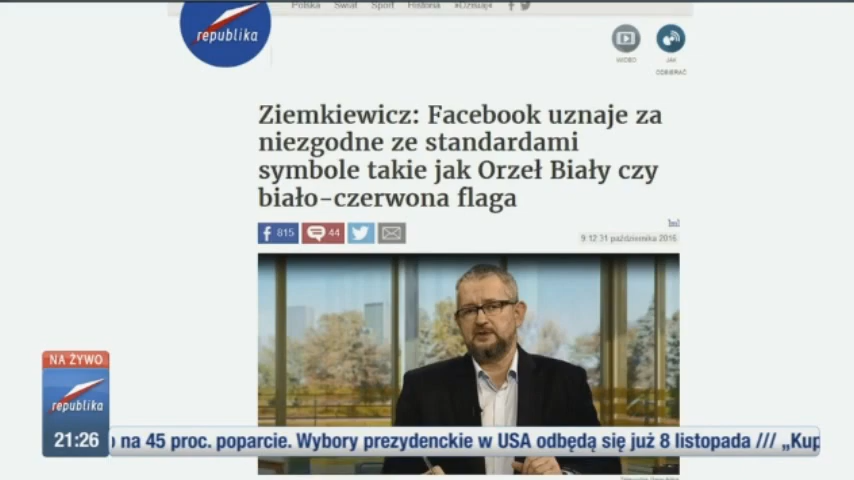 Polska Świat Sport Historia #Dzisiaj
republika
WIDEO
JAK
ODBIERAĆ
Ziemkiewicz: Facebook uznaje za
niezgodne ze standardami
symbole takie jak Orzeł Biały czy
biało-czerwona flaga
815
44
9:12 31 października 2016
NA ŻYWO
republika
21:26
na 45 proc. poparcie. Wybory prezydenckie w USA odbędą się już 8 listopada /// „Kup